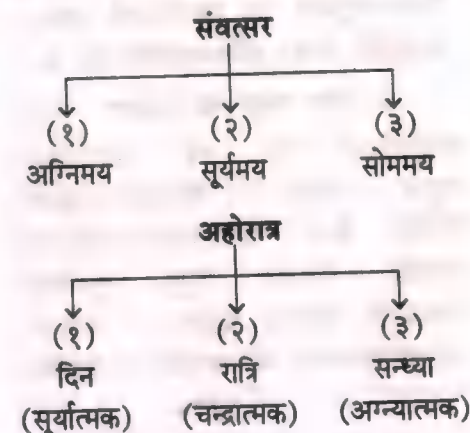 संवत्सर
(१) (२) (३)
अग्निमय सूर्यमय सोममय
अहोरात्र
(१) (२) (३)
दिन रात्रि सन्ध्या
(सूर्यात्मक) (चन्द्रात्मक) (अग्न्यात्मक)